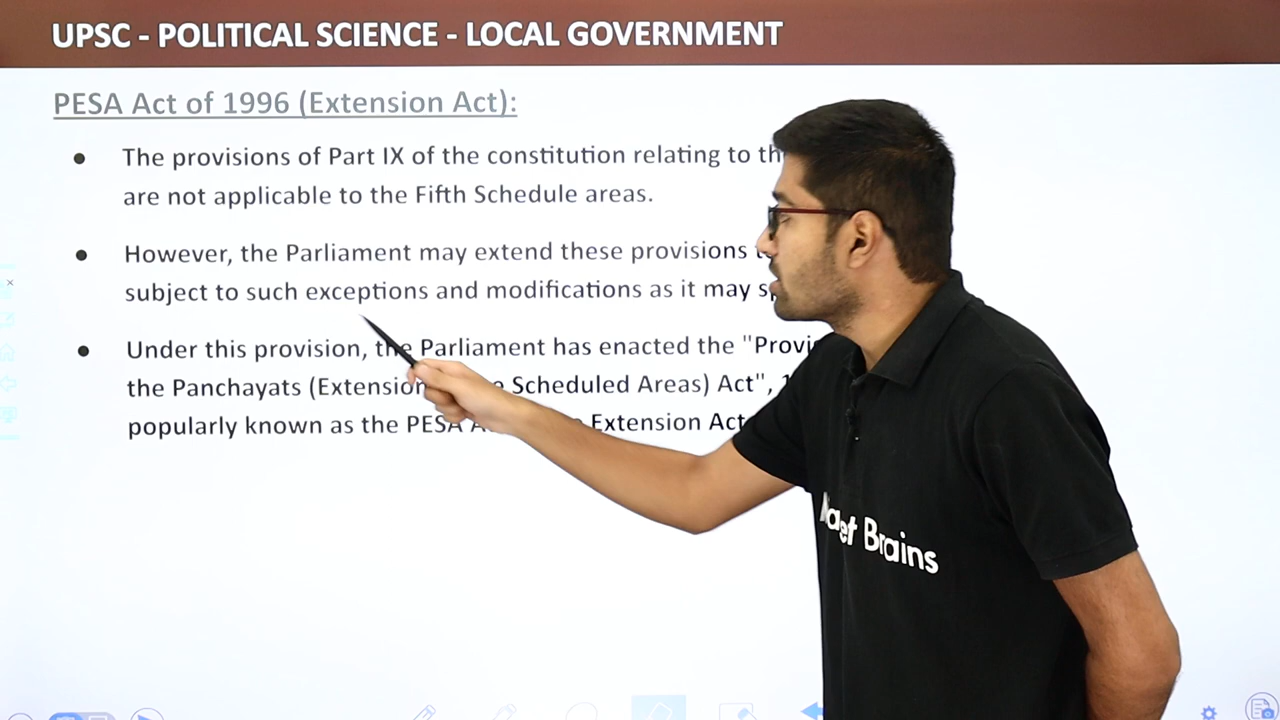 UPSC - POLITICAL SCIENCE - LOCAL GOVERNMENT
PESA Act of 1996 (Extension Act):
● The provisions of Part IX of the constitution relating to
are not applicable to the Fifth Schedule areas.
● However, the Parliament may extend these provisions
subject to such exceptions and modifications as it may
● Under this provision, the Parliament has enacted the
the Panchayats (Extension Scheduled Areas) Act",
popularly known as the PESA Extension Act
Brains